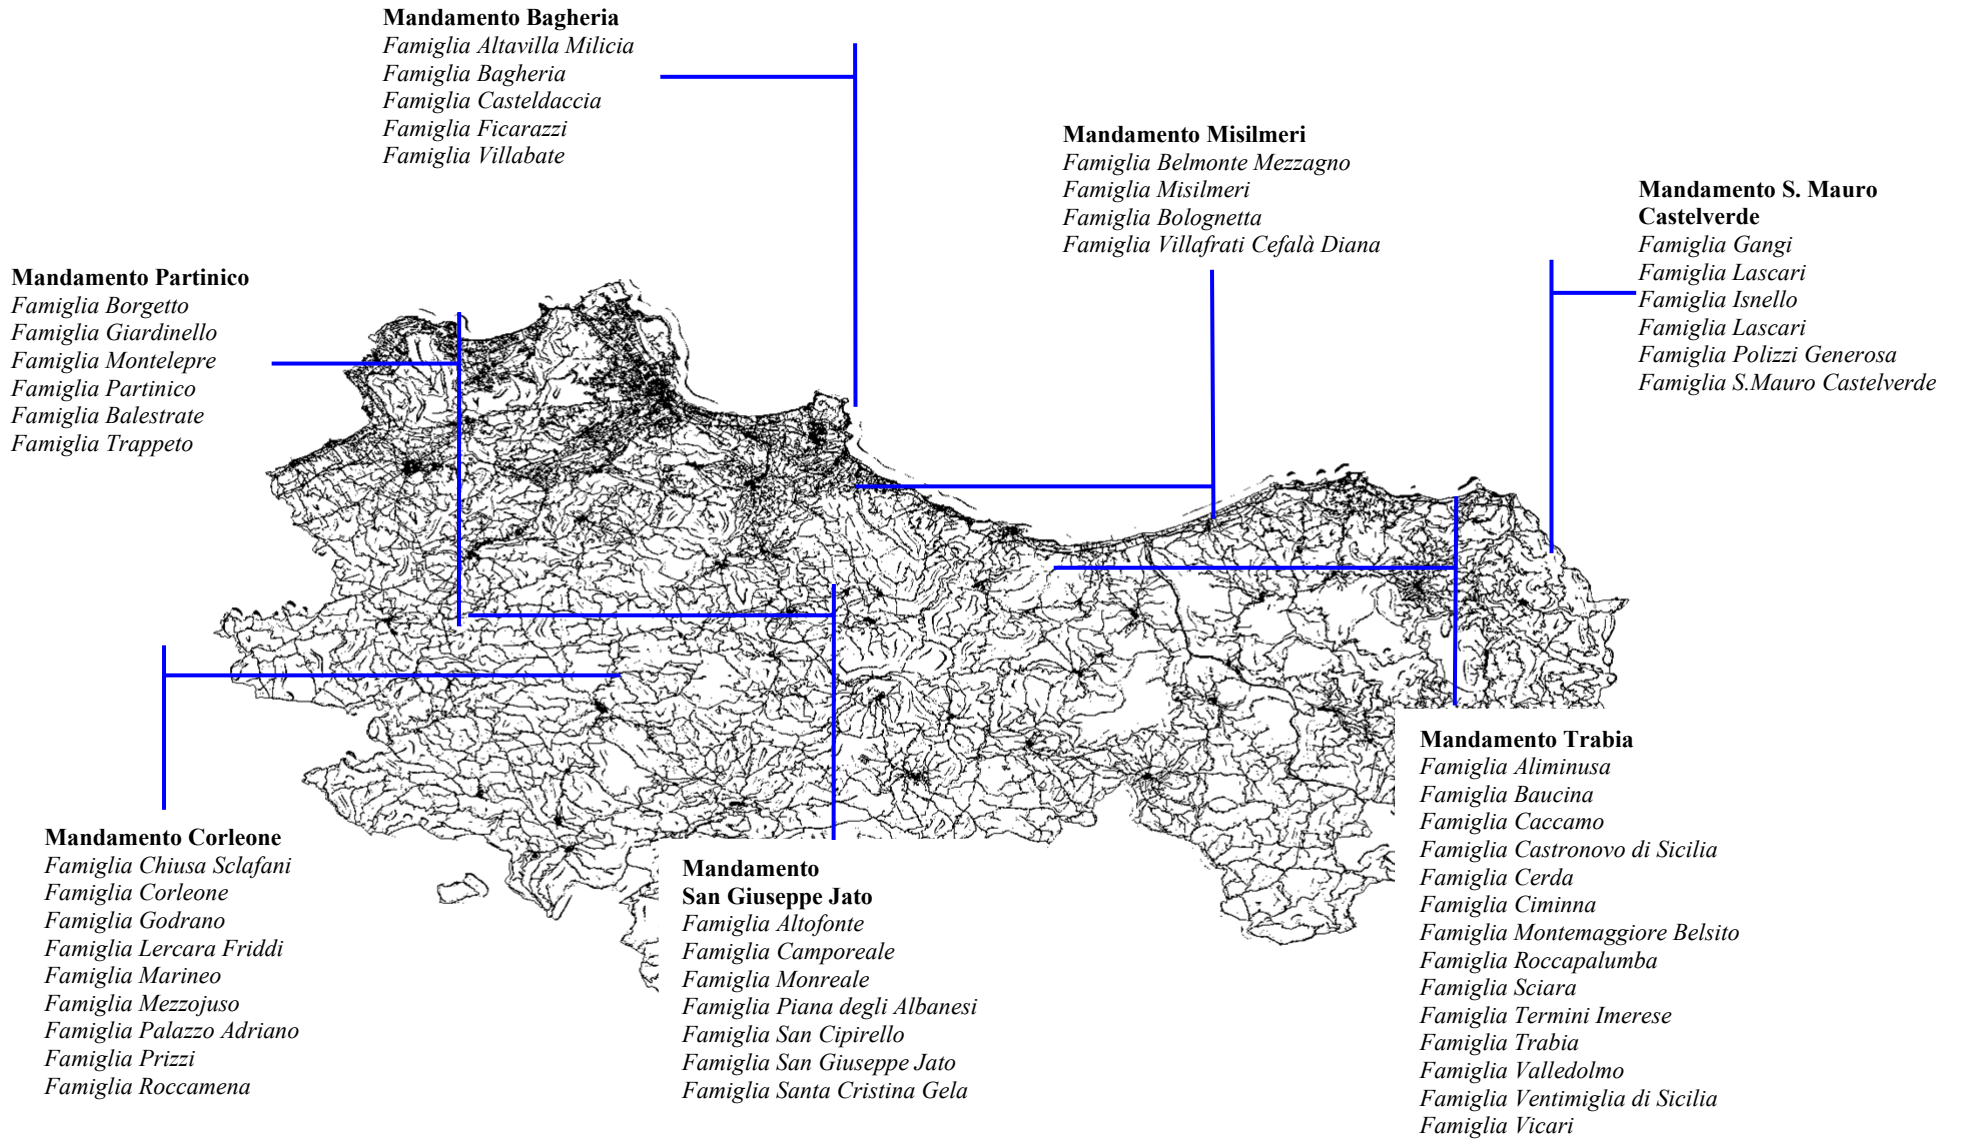 Mandamento Bagheria
Famiglia Altavilla Milicia
Famiglia Bagheria
Famiglia Casteldaccia
Famiglia Ficarazzi
Famiglia Villabate
Mandamento Misilmeri
Famiglia Belmonte Mezzagno
Famiglia Misilmeri
Famiglia Bolognetta
Famiglia Villafrati Cefalà Diana
Mandamento S. Mauro
Castelverde
Famiglia Gangi
Famiglia Lascari
Famiglia Isnello
Famiglia Lascari
Famiglia Polizzi Generosa
Famiglia S.Mauro Castelverde
Mandamento Partinico
Famiglia Borgetto
Famiglia Giardinello
Famiglia Montelepre
Famiglia Partinico
Famiglia Balestrate
Famiglia Trappeto
Mandamento Corleone
Famiglia Chiusa Sclafani
Famiglia Corleone
Famiglia Godrano
Famiglia Lercara Friddi
Famiglia Marineo
Famiglia Mezzojuso
Famiglia Palazzo Adriano
Famiglia Prizzi
Famiglia Roccamena
Mandamento
San Giuseppe Jato
Famiglia Altofonte
Famiglia Camporeale
Famiglia Monreale
Famiglia Piana degli Albanesi
Famiglia San Cipirello
Famiglia San Giuseppe Jato
Famiglia Santa Cristina Gela
Mandamento Trabia
Famiglia Aliminusa
Famiglia Baucina
Famiglia Caccamo
Famiglia Castronovo di Sicilia
Famiglia Cerda
Famiglia Ciminna
Famiglia Montemaggiore Belsito
Famiglia Roccapalumba
Famiglia Sciara
Famiglia Termini Imerese
Famiglia Trabia
Famiglia Valledolmo
Famiglia Ventimiglia di Sicilia
Famiglia Vicari